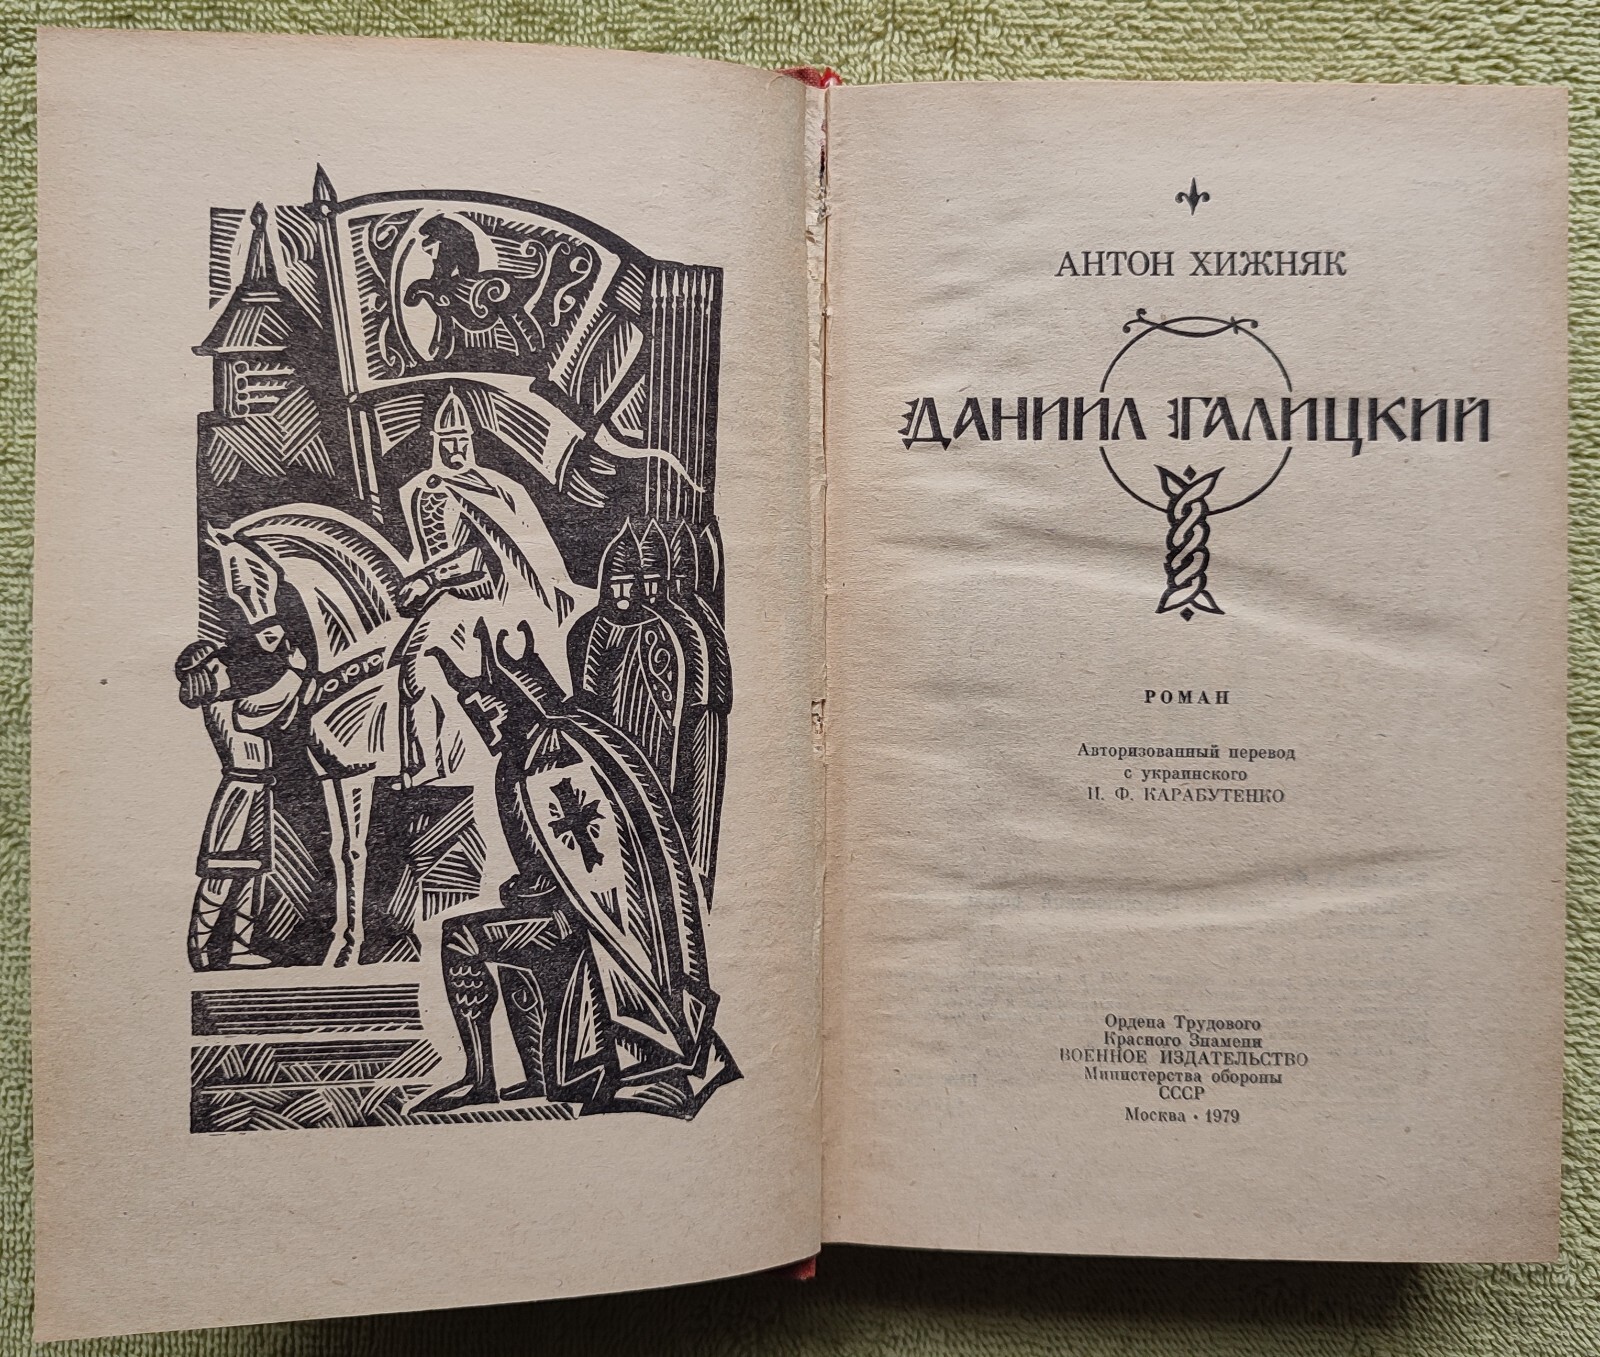 АНТОН ХИЖНЯК
ДАНИИЛ ГАЛИЦКИЙ
РОМАН
Авторизованный перевод
с украинского
И. Ф. КАРАБУТЕНКО
Ордена Трудового
Красного Знамени
ВОЕННОЕ ИЗДАТЕЛЬСТВО
Министерства обороны
СССР
Москва • 1979